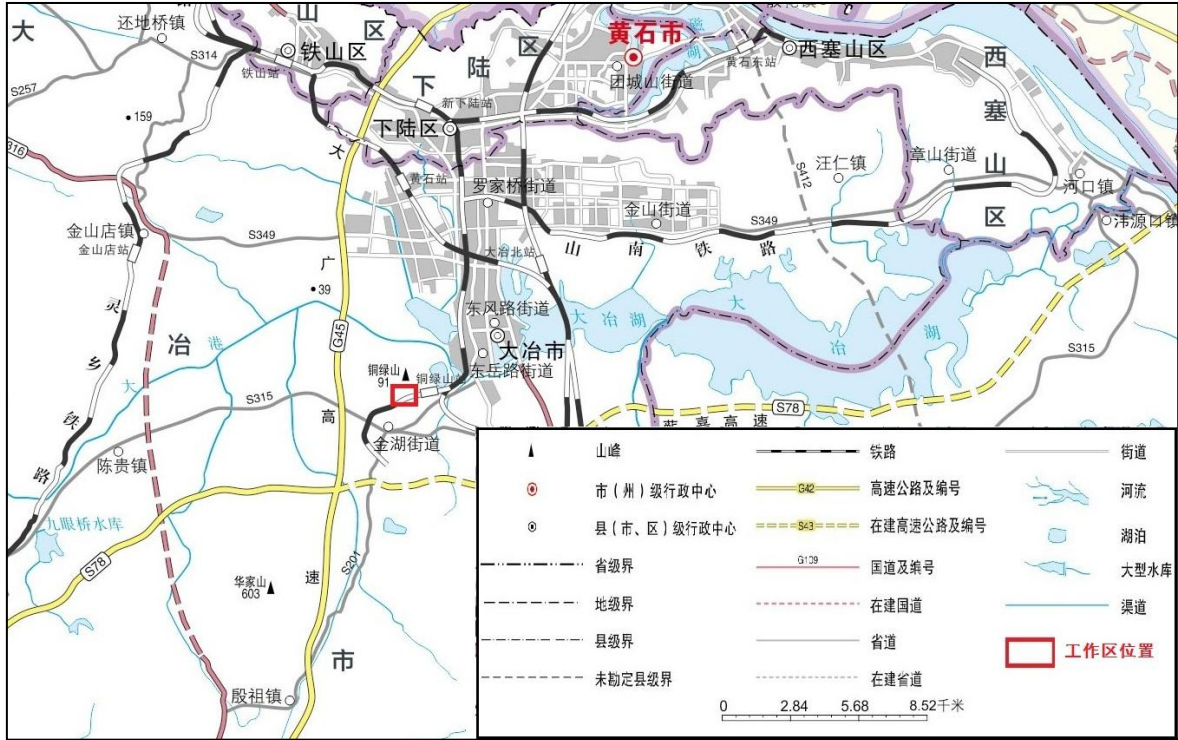 大
还地桥镇
山
区
S314
铁山区
铁山站
下
陆
区
新下陆站
下陆区
黄石市
团城山街道
磁
湖
黄石东站
西塞山区
西
塞
山
区
S257
159
316
大
黄石站
罗家桥街道
金山街道
汪仁镇
章山街道
S412
河口镇
沣源口镇
金山店镇
金山店站
S349
S349
大冶北站
山南铁路
广
39
G45
高
速
东风路街道
大冶市
东岳路街道
大冶湖
大
冶
湖
冶
大
港
灵
乡
铁
路
铜绿山
91
铜绿山站
S315
S315
金湖街道
陈贵镇
S78
高速
九眼桥水库
S78
华家山
603
S201
市
殷祖镇
山峰
铁路
街道
市（州）级行政中心
G42
高速公路及编号
河流
县（市、区）级行政中心
S43
在建高速公路及编号
湖泊
省级界
G109
国道及编号
大型水库
地级界
在建国道
渠道
县级界
省道
工作区位置
未勘定县级界
在建省道
0 2.84 5.68 8.52千米